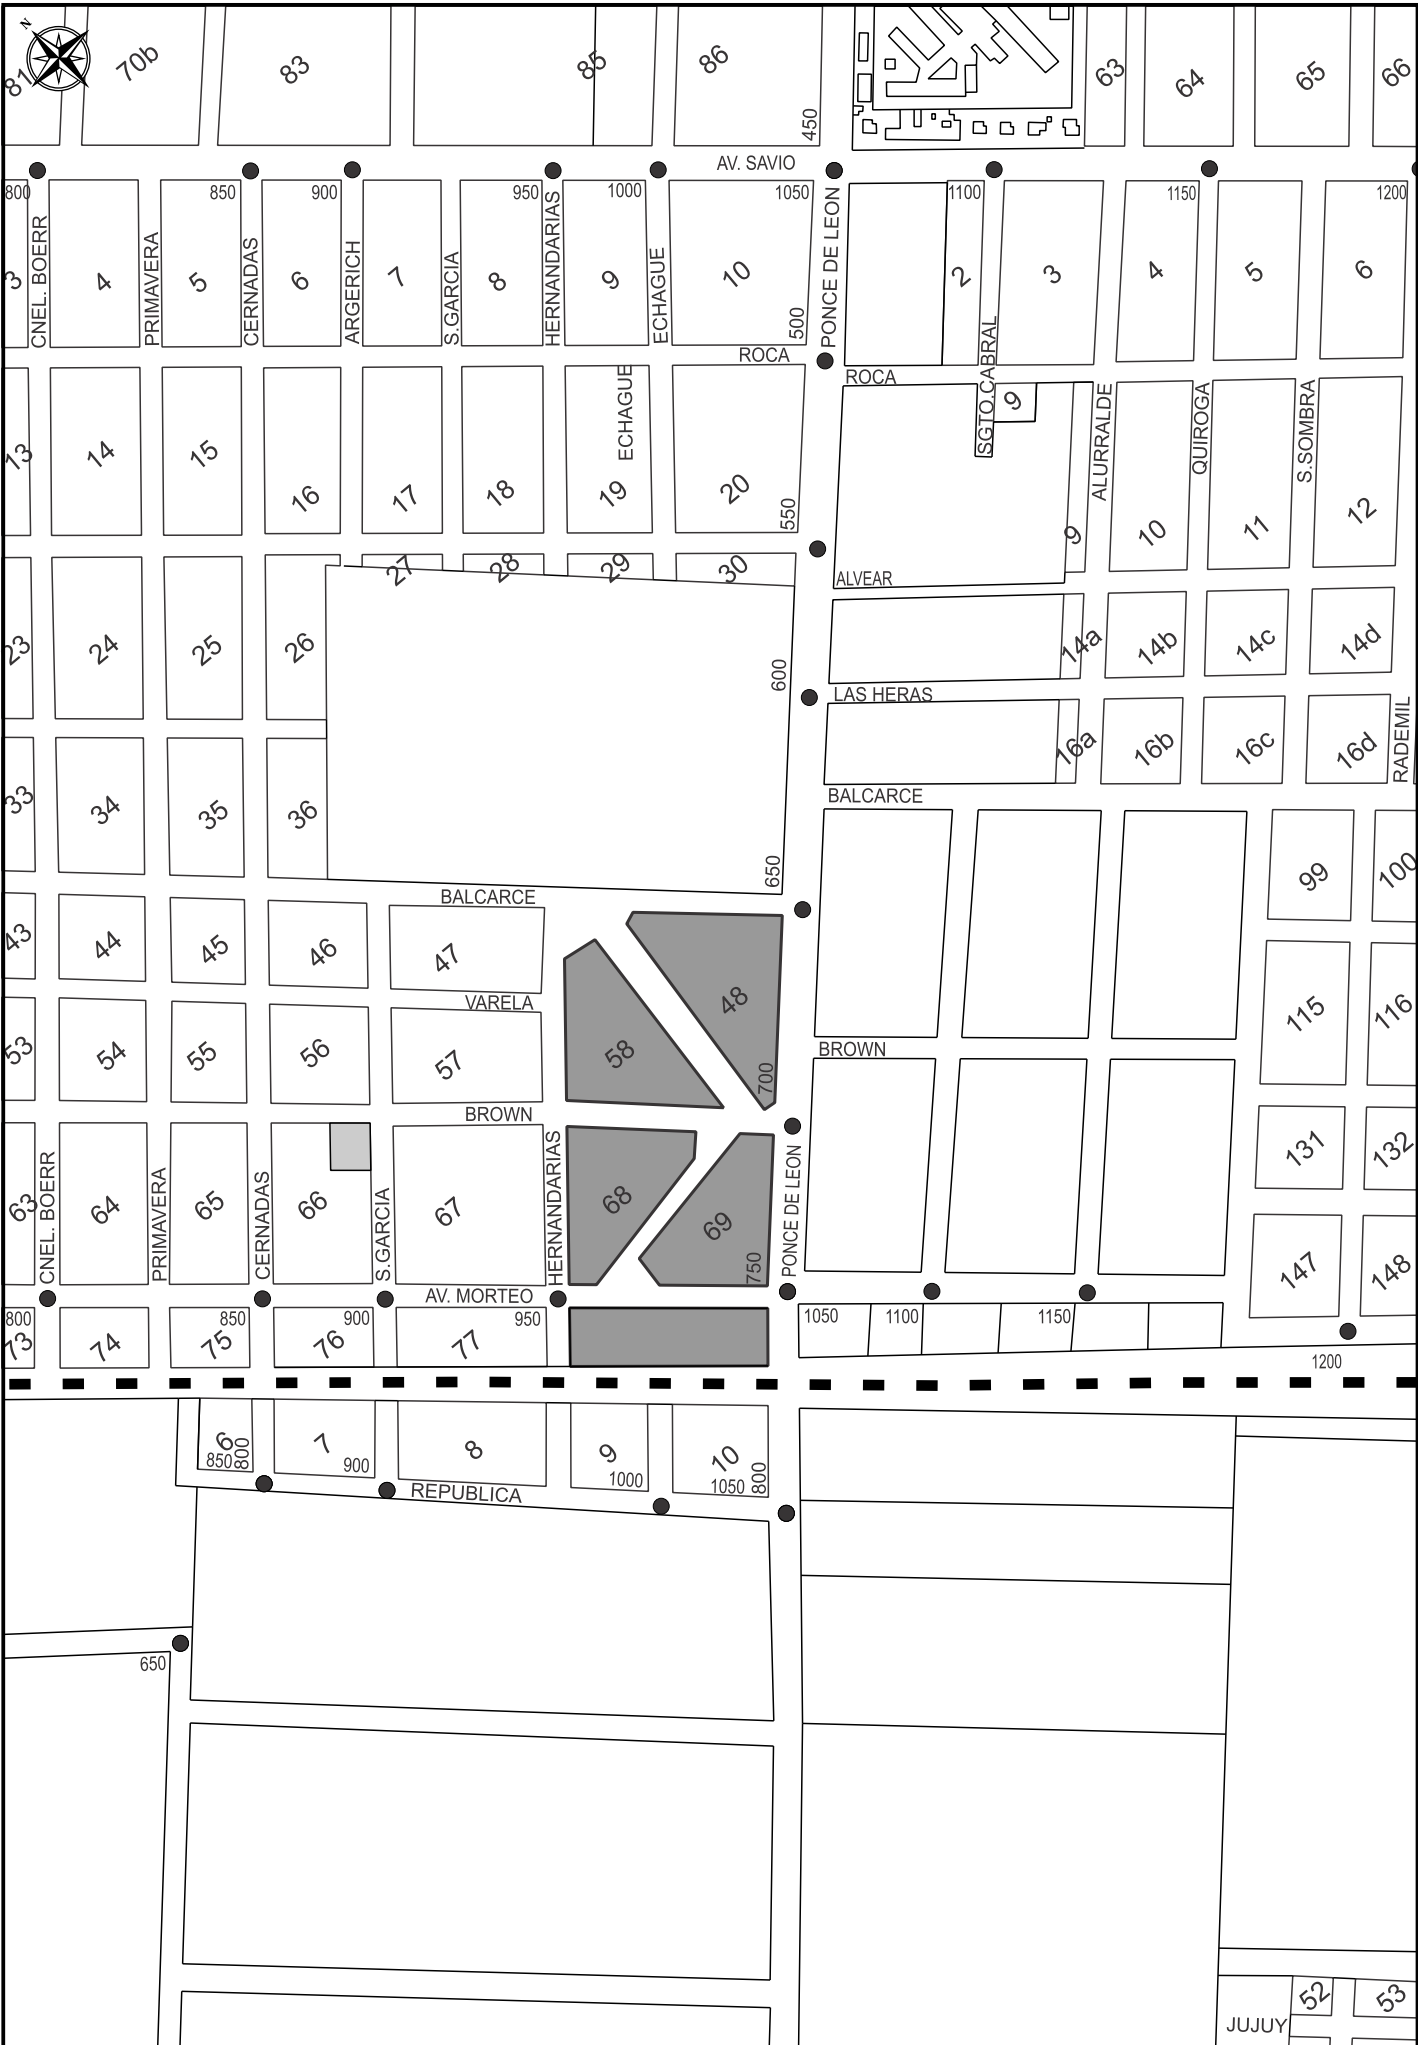 N
81
70b
83
85
86
63
64
65
66
450
AV. SAVIO
800
850
900
950
1000
1050
1100
1150
1200
CNEL. BOERR
PRIMAVERA
CERNADAS
ARGERICH
S.GARCIA
HERNANDARIAS
ECHAGUE
PONCE DE LEON
3
4
5
6
7
8
9
10
2
3
4
5
6
500
ROCA
ROCA
SGTO.CABRAL
ECHAGUE
9
ALURRALDE
QUIROGA
S.SOMBRA
13
14
15
16
17
18
19
20
550
9
10
11
12
27
28
29
30
ALVEAR
23
24
25
26
600
14a
14b
14c
14d
LAS HERAS
RADEMIL
33
34
35
36
16a
16b
16c
16d
BALCARCE
650
BALCARCE
99
100
43
44
45
46
47
48
VARELA
115
116
53
54
55
56
57
58
700
BROWN
BROWN
131
132
CNEL. BOERR
PRIMAVERA
CERNADAS
S.GARCIA
HERNANDARIAS
PONCE DE LEON
63
64
65
66
67
68
69
750
147
148
AV. MORTEO
800
850
900
950
1050
1100
1150
73
74
75
76
77
1200
6
7
8
9
10
850
800
900
1000
1050
800
REPUBLICA
650
52
53
JUJUY